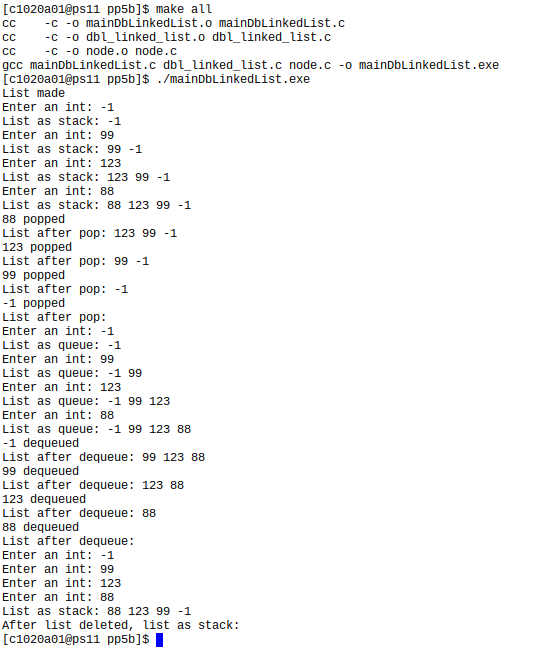 [c1020a01@ps11 pp5b]$ make all
cc    -c -o mainDbLinkedList.o mainDbLinkedList.c
cc    -c -o dbl_linked_list.o dbl_linked_list.c
cc    -c -o node.o node.c
gcc mainDbLinkedList.c dbl_linked_list.c node.c -o mainDbLinkedList.exe
[c1020a01@ps11 pp5b]$ ./mainDbLinkedList.exe
List made
Enter an int: -1
List as stack: -1
Enter an int: 99
List as stack: 99 -1
Enter an int: 123
List as stack: 123 99 -1
Enter an int: 88
List as stack: 88 123 99 -1
88 popped
List after pop: 123 99 -1
123 popped
List after pop: 99 -1
99 popped
List after pop: -1
-1 popped
List after pop:
Enter an int: -1
List as queue: -1
Enter an int: 99
List as queue: -1 99
Enter an int: 123
List as queue: -1 99 123
Enter an int: 88
List as queue: -1 99 123 88
-1 dequeued
List after dequeue: 99 123 88
99 dequeued
List after dequeue: 123 88
123 dequeued
List after dequeue: 88
88 dequeued
List after dequeue:
Enter an int: -1
Enter an int: 99
Enter an int: 123
Enter an int: 88
List as stack: 88 123 99 -1
After list deleted, list as stack:
[c1020a01@ps11 pp5b]$